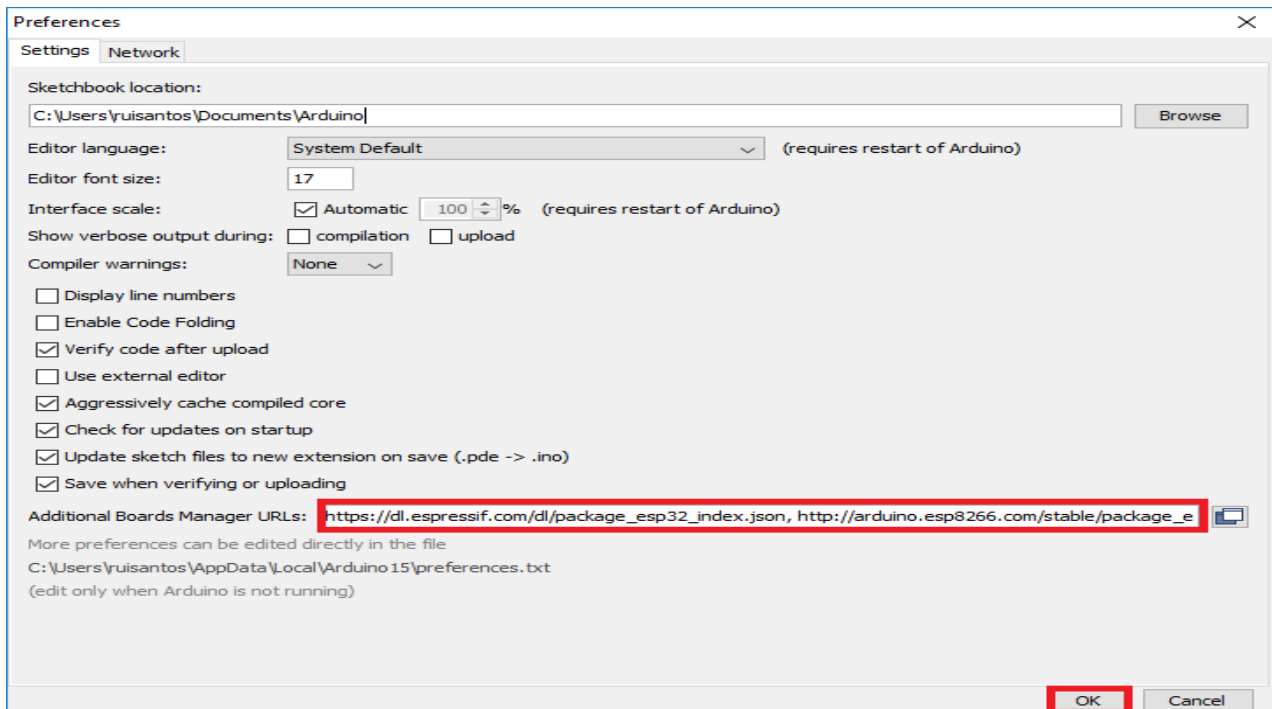 Preferences
Settings Network
Sketchbook location:
C:\Users\ruisantos\Documents\Arduino Browse
Editor language: System Default (requires restart of Arduino)
Editor font size: 17
Interface scale: Automatic 100 % (requires restart of Arduino)
Show verbose output during: compilation upload
Compiler warnings: None
Display line numbers
Enable Code Folding
Verify code after upload
Use external editor
Aggressively cache compiled core
Check for updates on startup
Update sketch files to new extension on save (.pde -> .ino)
Save when verifying or uploading
Additional Boards Manager URLs: https://dl.espressif.com/dl/package_esp32_index.json, http://arduino.esp8266.com/stable/package_e
More preferences can be edited directly in the file
C:\Users\ruisantos\AppData\Local\Arduino15\preferences.txt
(edit only when Arduino is not running)
OK Cancel